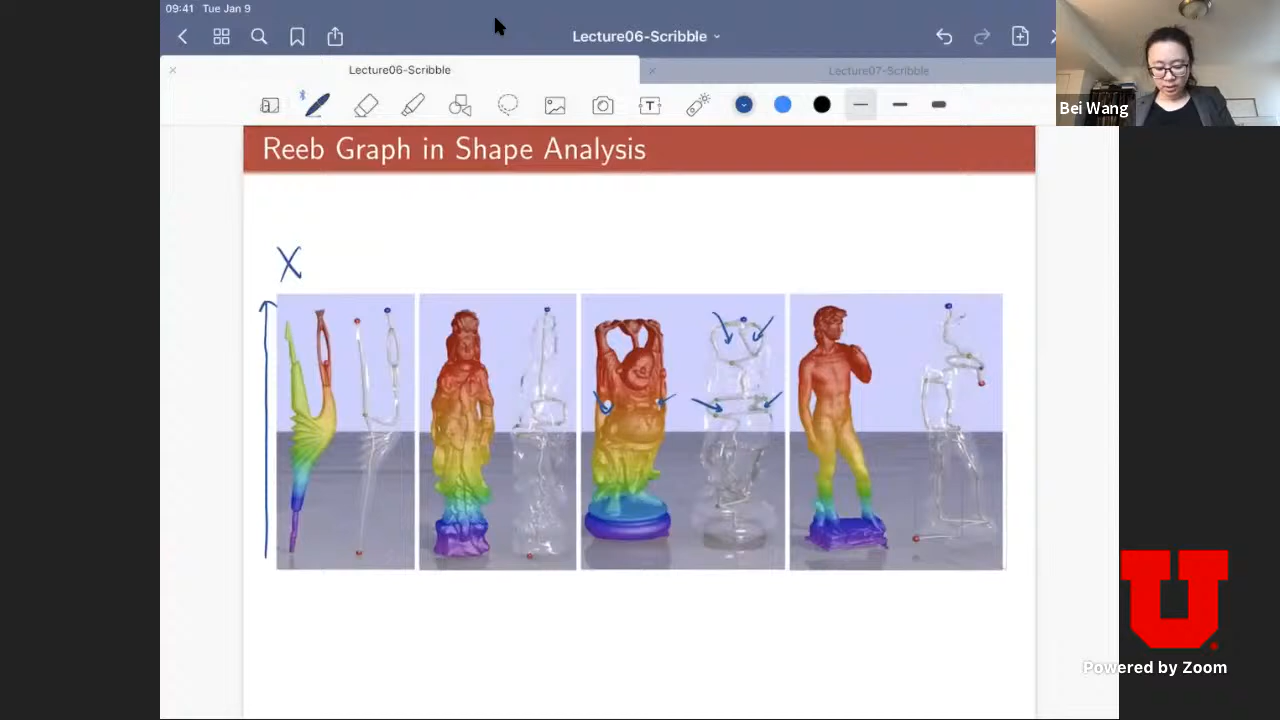 09:41 Tue Jan 9
Lecture06-Scribble
Lecture06-Scribble
Lecture07-Scribble
T
Bei Wang
Reeb Graph in Shape Analysis
X
U
Powered by Zoom